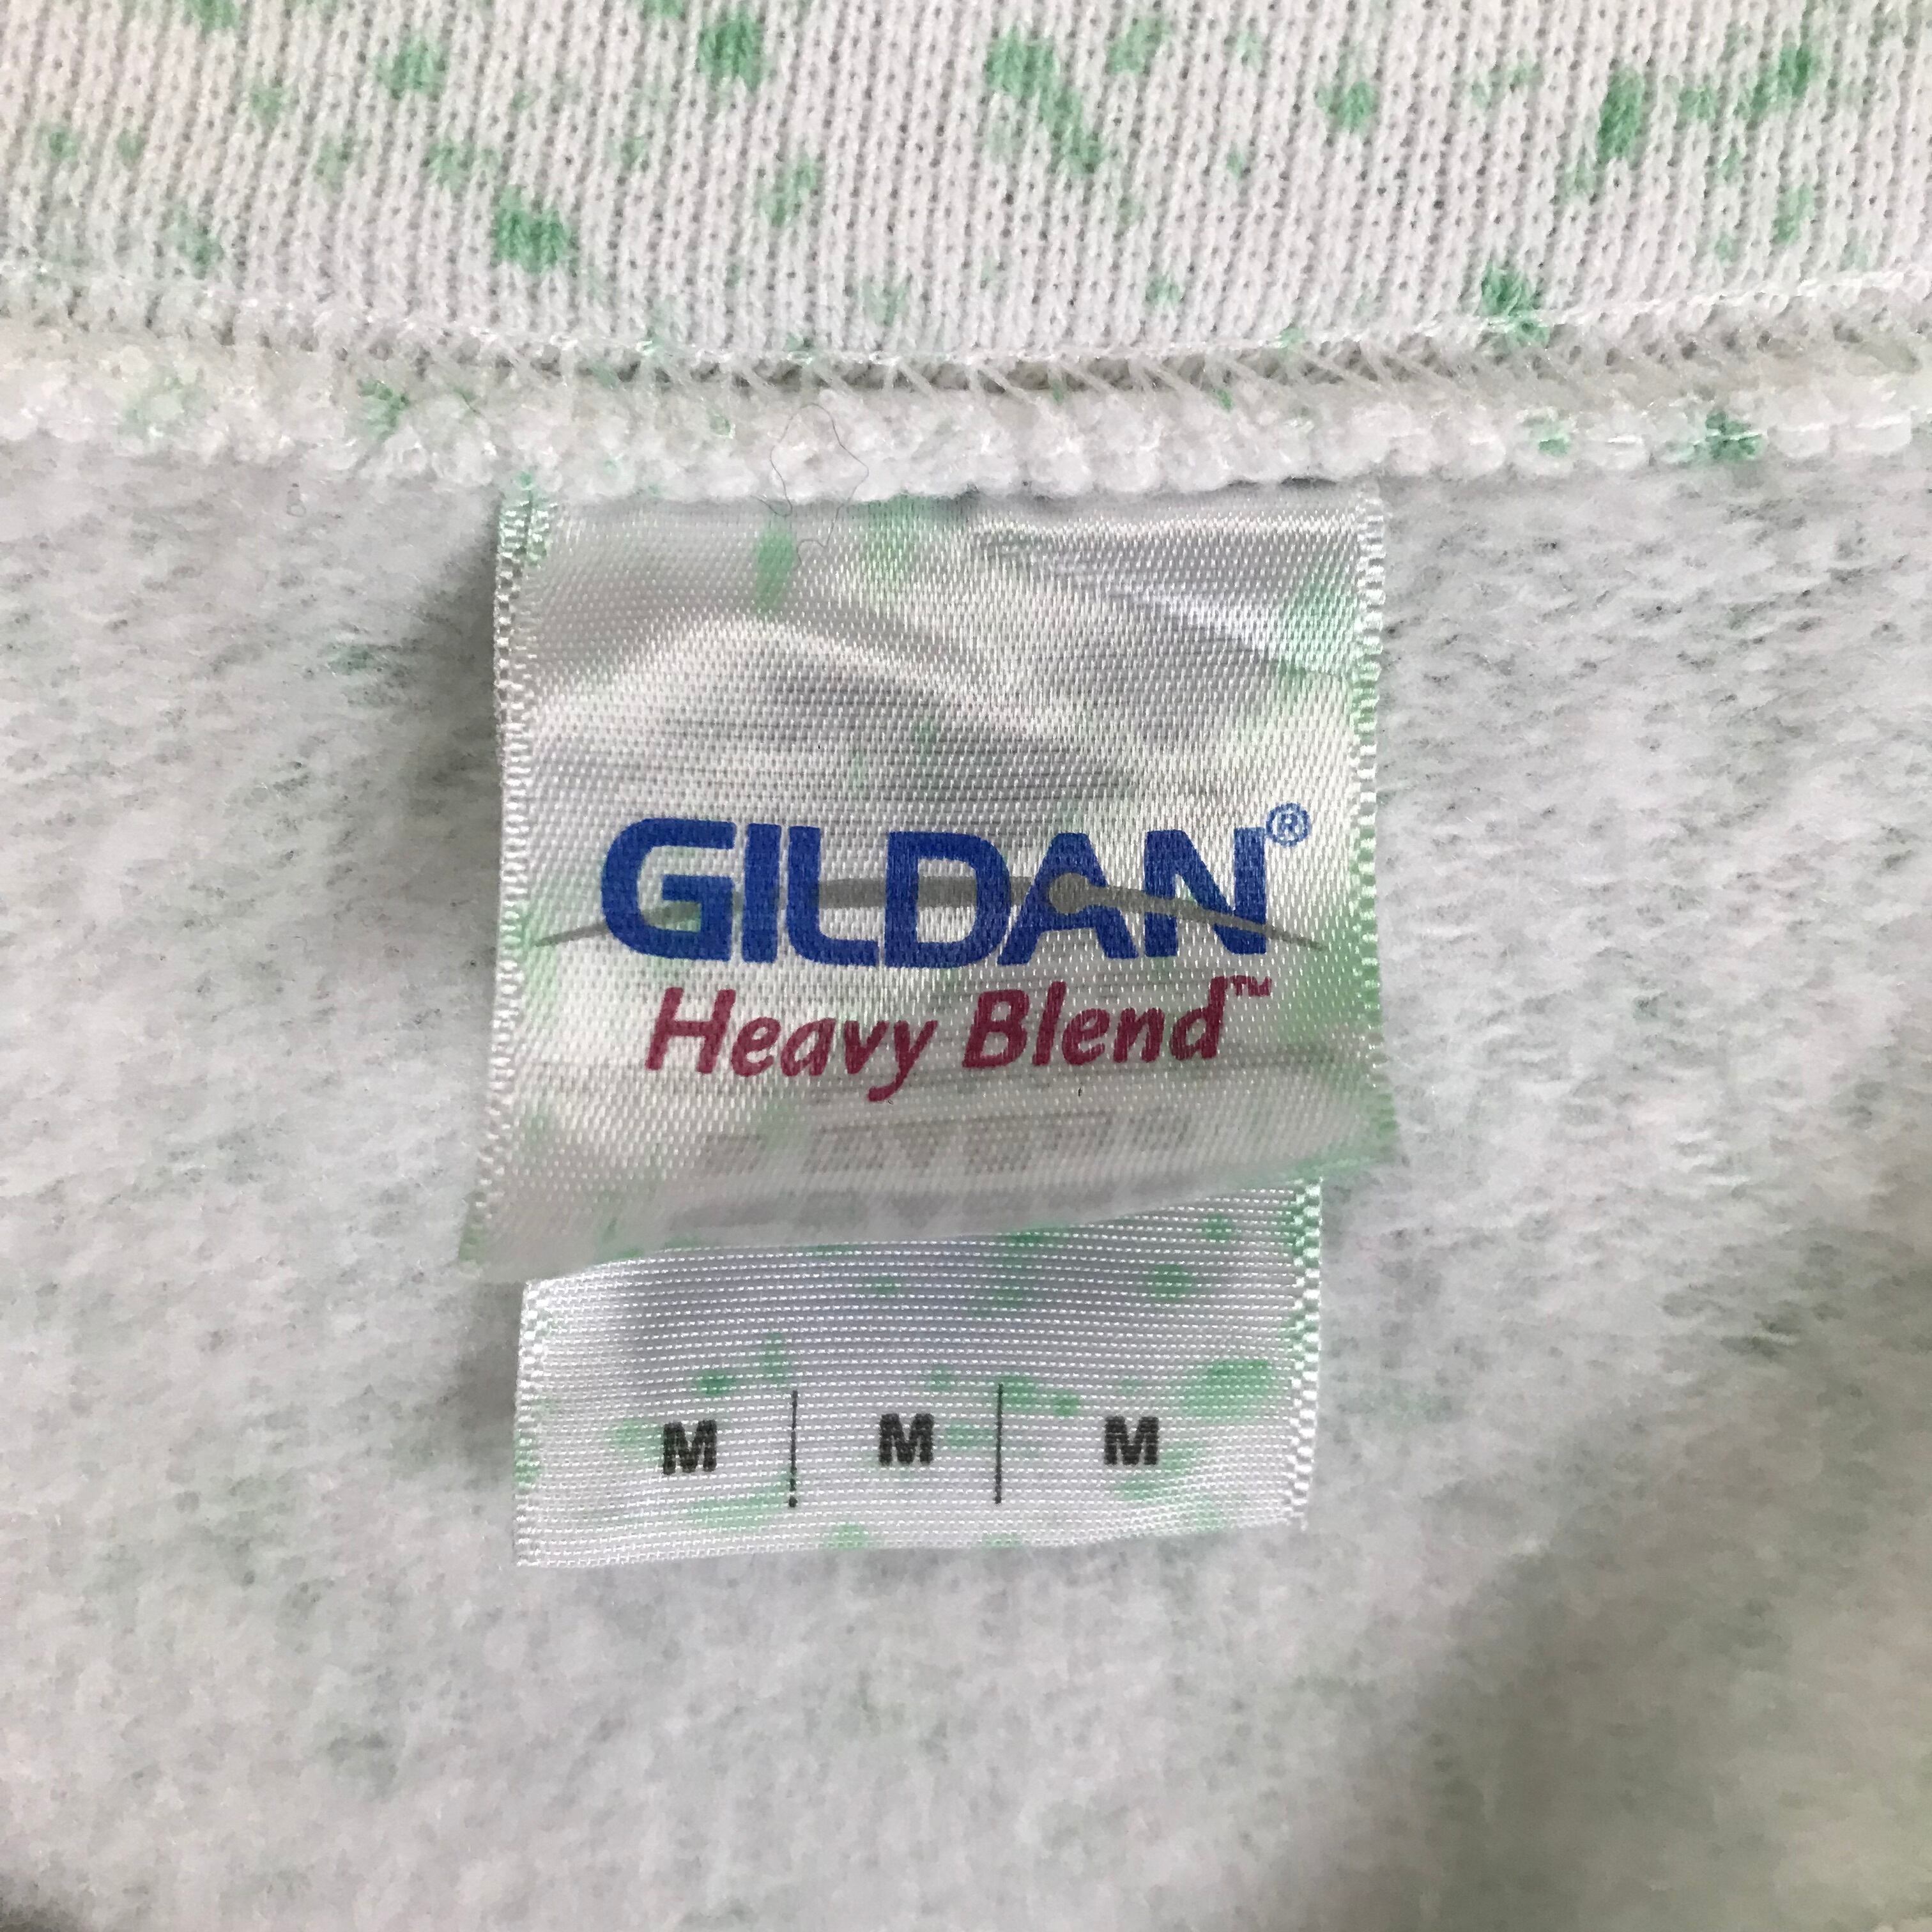 GILDAN®
Heavy Blend™
M | M | M